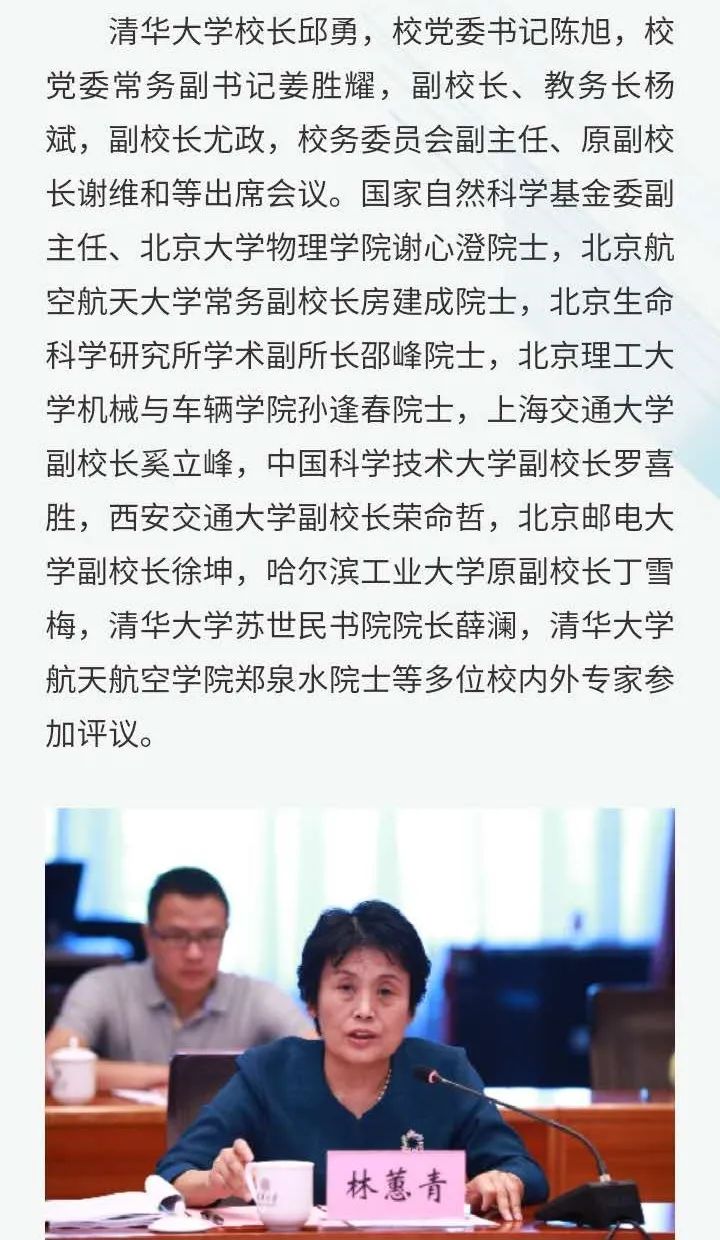 清华大学校长邱勇，校党委书记陈旭，校
党委常务副书记姜胜耀，副校长、教务长杨
斌，副校长尤政，校务委员会副主任、原副校
长谢维和等出席会议。国家自然科学基金委副
主任、北京大学物理学院谢心澄院士，北京航
空航天大学常务副校长房建成院士，北京生命
科学研究所学术副所长邵峰院士，北京理工大
学机械与车辆学院孙逢春院士，上海交通大学
副校长奚立峰，中国科学技术大学副校长罗喜
胜，西安交通大学副校长荣命哲，北京邮电大
学副校长徐坤，哈尔滨工业大学原副校长丁雪
梅，清华大学苏世民书院院长薛澜，清华大学
航天航空学院郑泉水院士等多位校内外专家参
加评议。
林蕙青